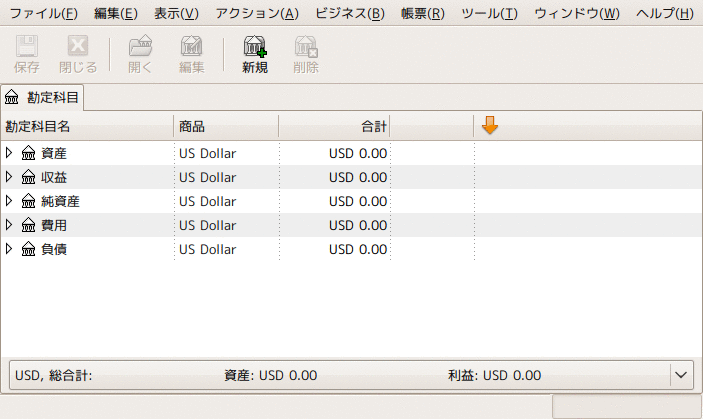 ファイル(F) 編集(E) 表示(V) アクション(A) ビジネス(B) 帳票(R) ツール(T) ウィンドウ(W) ヘルプ(H)
保存 閉じる 開く 編集 新規 削除
勘定科目
勘定科目名 商品 合計
資産 US Dollar USD 0.00
収益 US Dollar USD 0.00
純資産 US Dollar USD 0.00
費用 US Dollar USD 0.00
負債 US Dollar USD 0.00
USD, 総合計: 資産: USD 0.00 利益: USD 0.00